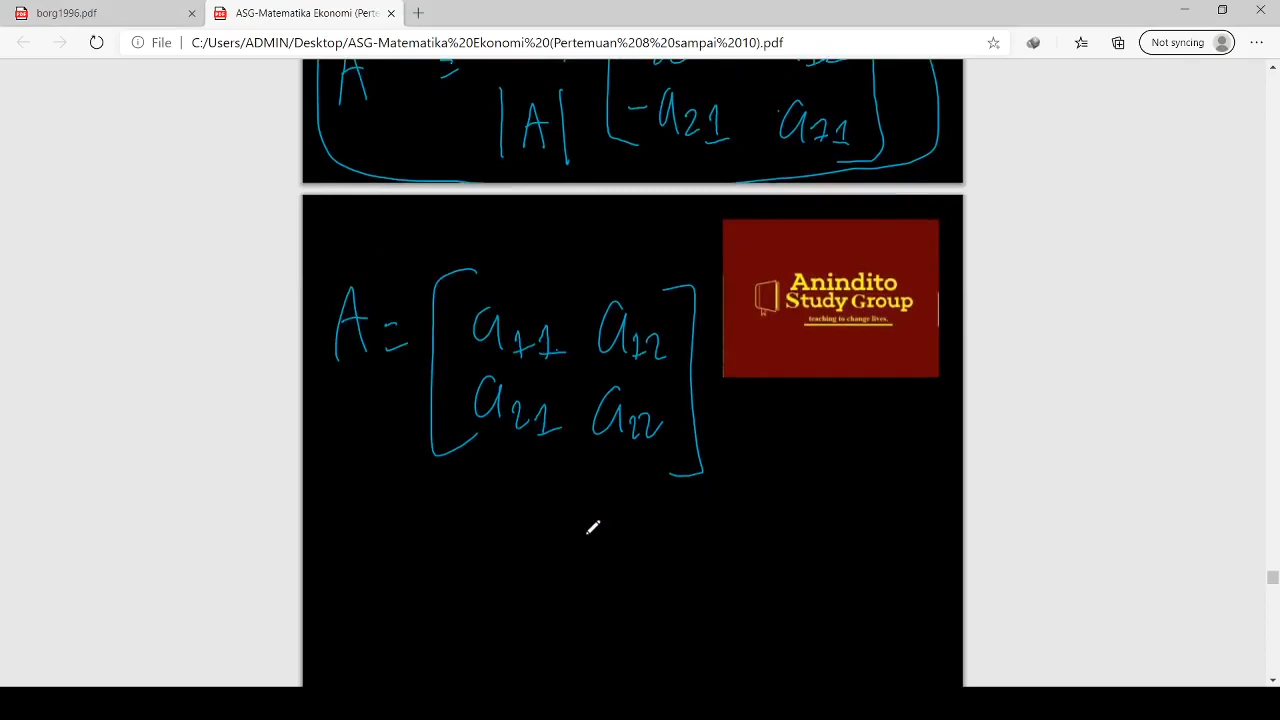 borg1996.pdf
ASG-Matematika Ekonomi (Perte
File
C:/Users/ADMIN/Desktop/ASG-Matematika%20Ekonomi%20(Pertemuan%208%20sampai%2010).pdf
Not syncing
A =
|A|
-a21 a11
A = [a11 a12
a21 a22]
Anindito
Study Group
teaching to change lives.